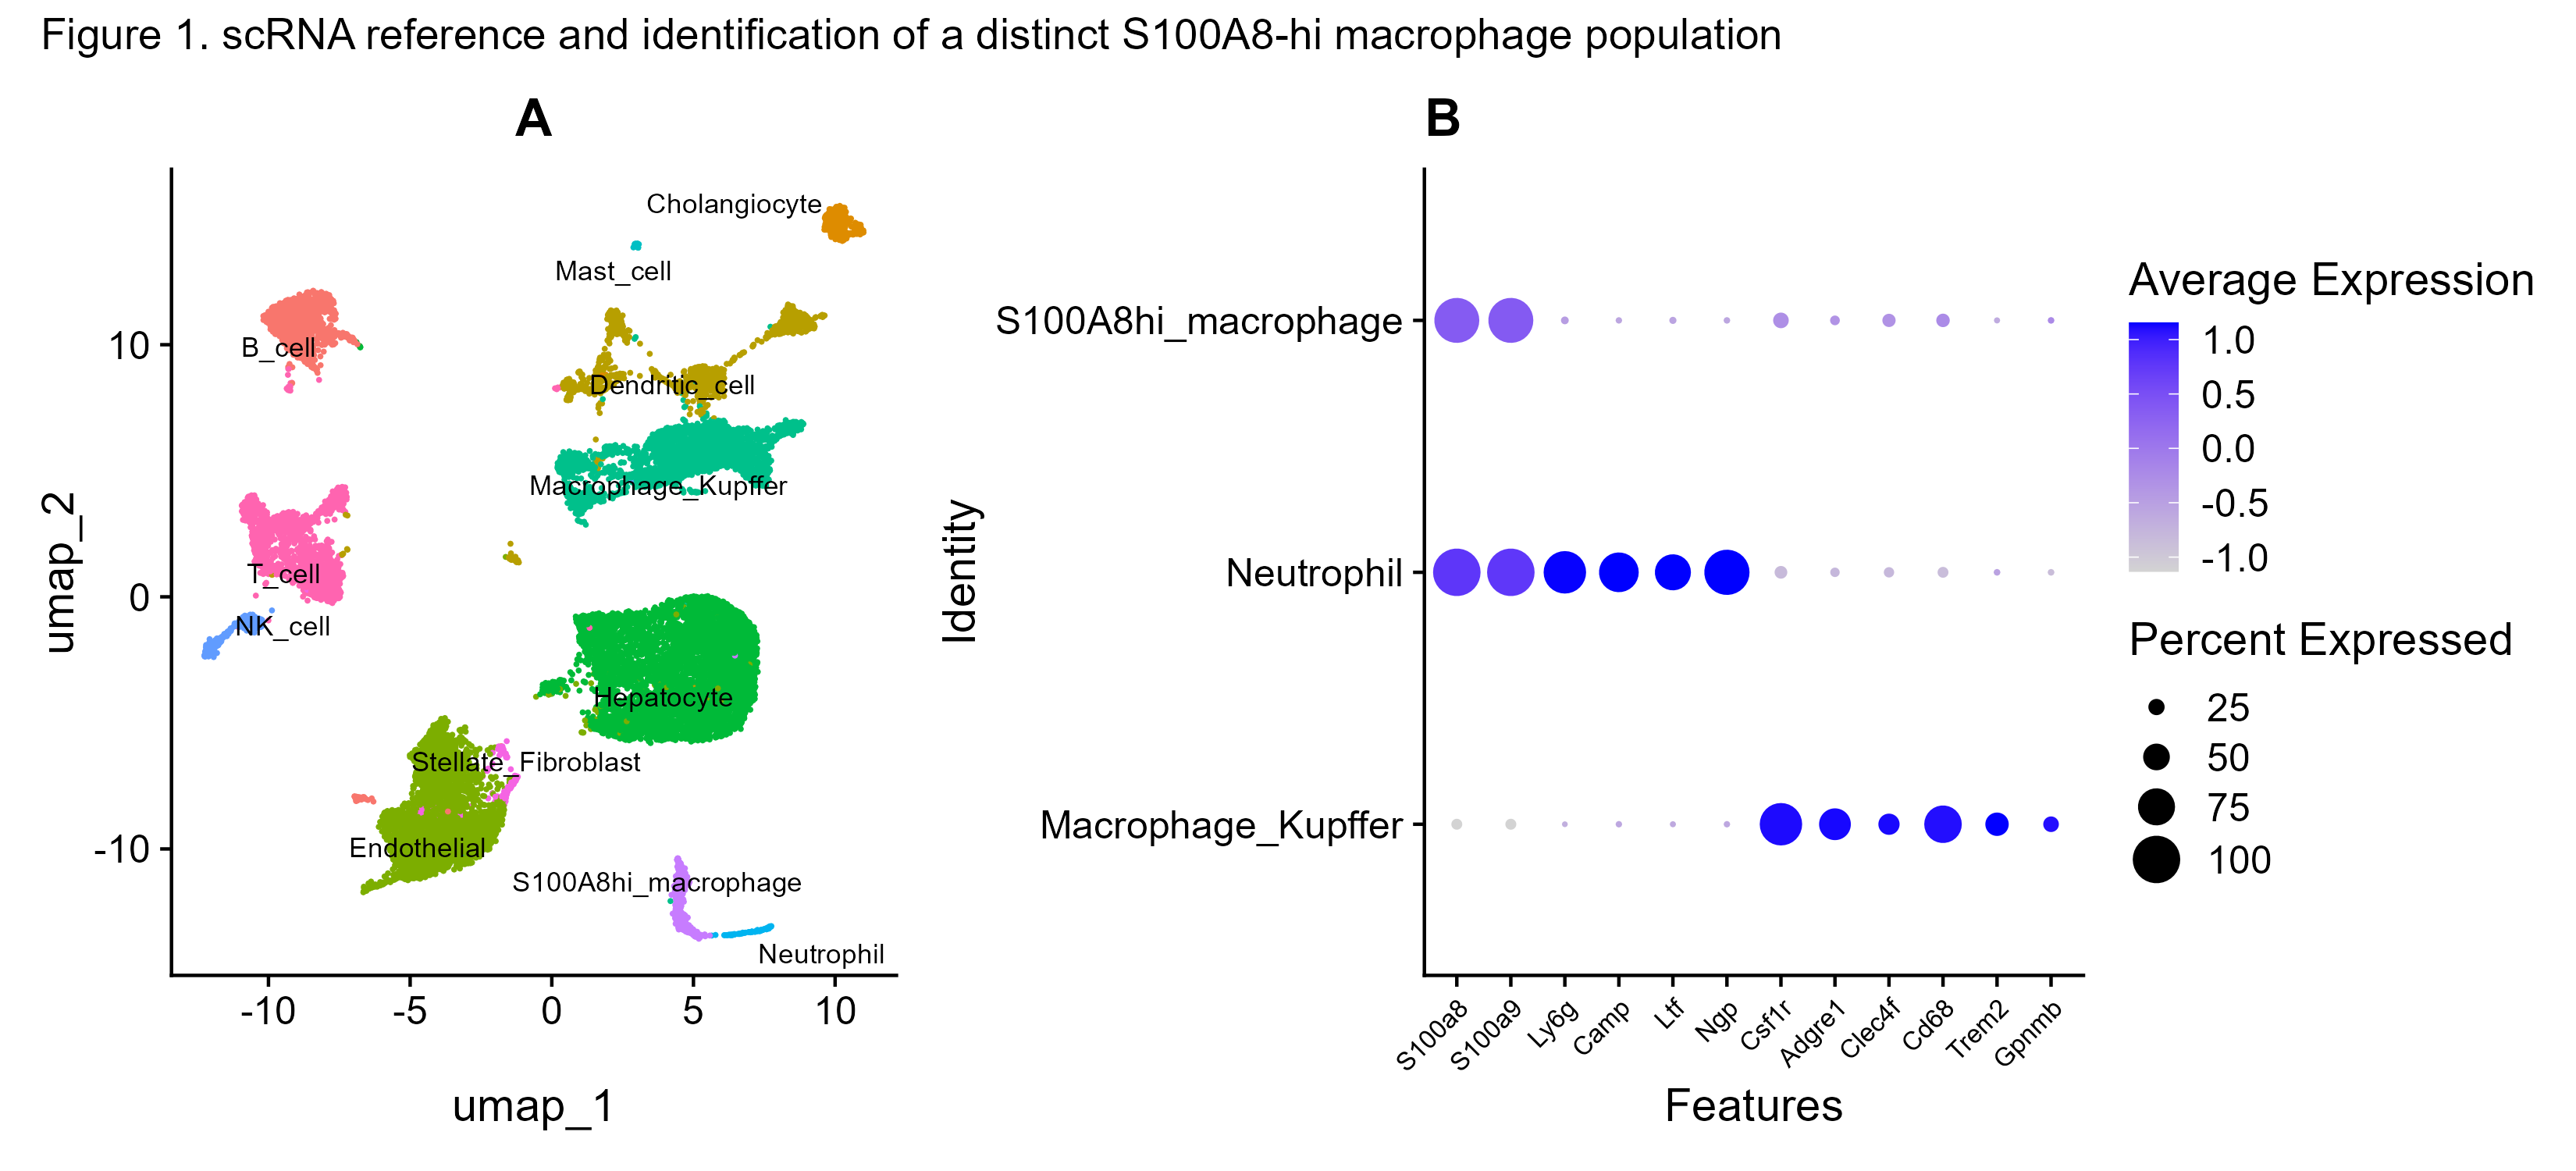 Figure 1. scRNA reference and identification of a distinct S100A8-hi macrophage population
A
Cholangiocyte
Mast_cell
B_cell
Dendritic_cell
Macrophage_Kupffer
T_cell
NK_cell
Hepatocyte
Stellate_Fibroblast
Endothelial
S100A8hi_macrophage
Neutrophil
10
0
-10
umap_2
-10 -5 0 5 10
umap_1
B
S100A8hi_macrophage
Neutrophil
Macrophage_Kupffer
Identity
S100a8 S100a9 Ly6g Camp Ltf Ngp Csf1r Adgre1 Clec4f Cd68 Trem2 Gpnmb
Features
Average Expression
1.0
0.5
0.0
-0.5
-1.0
Percent Expressed
25
50
75
100